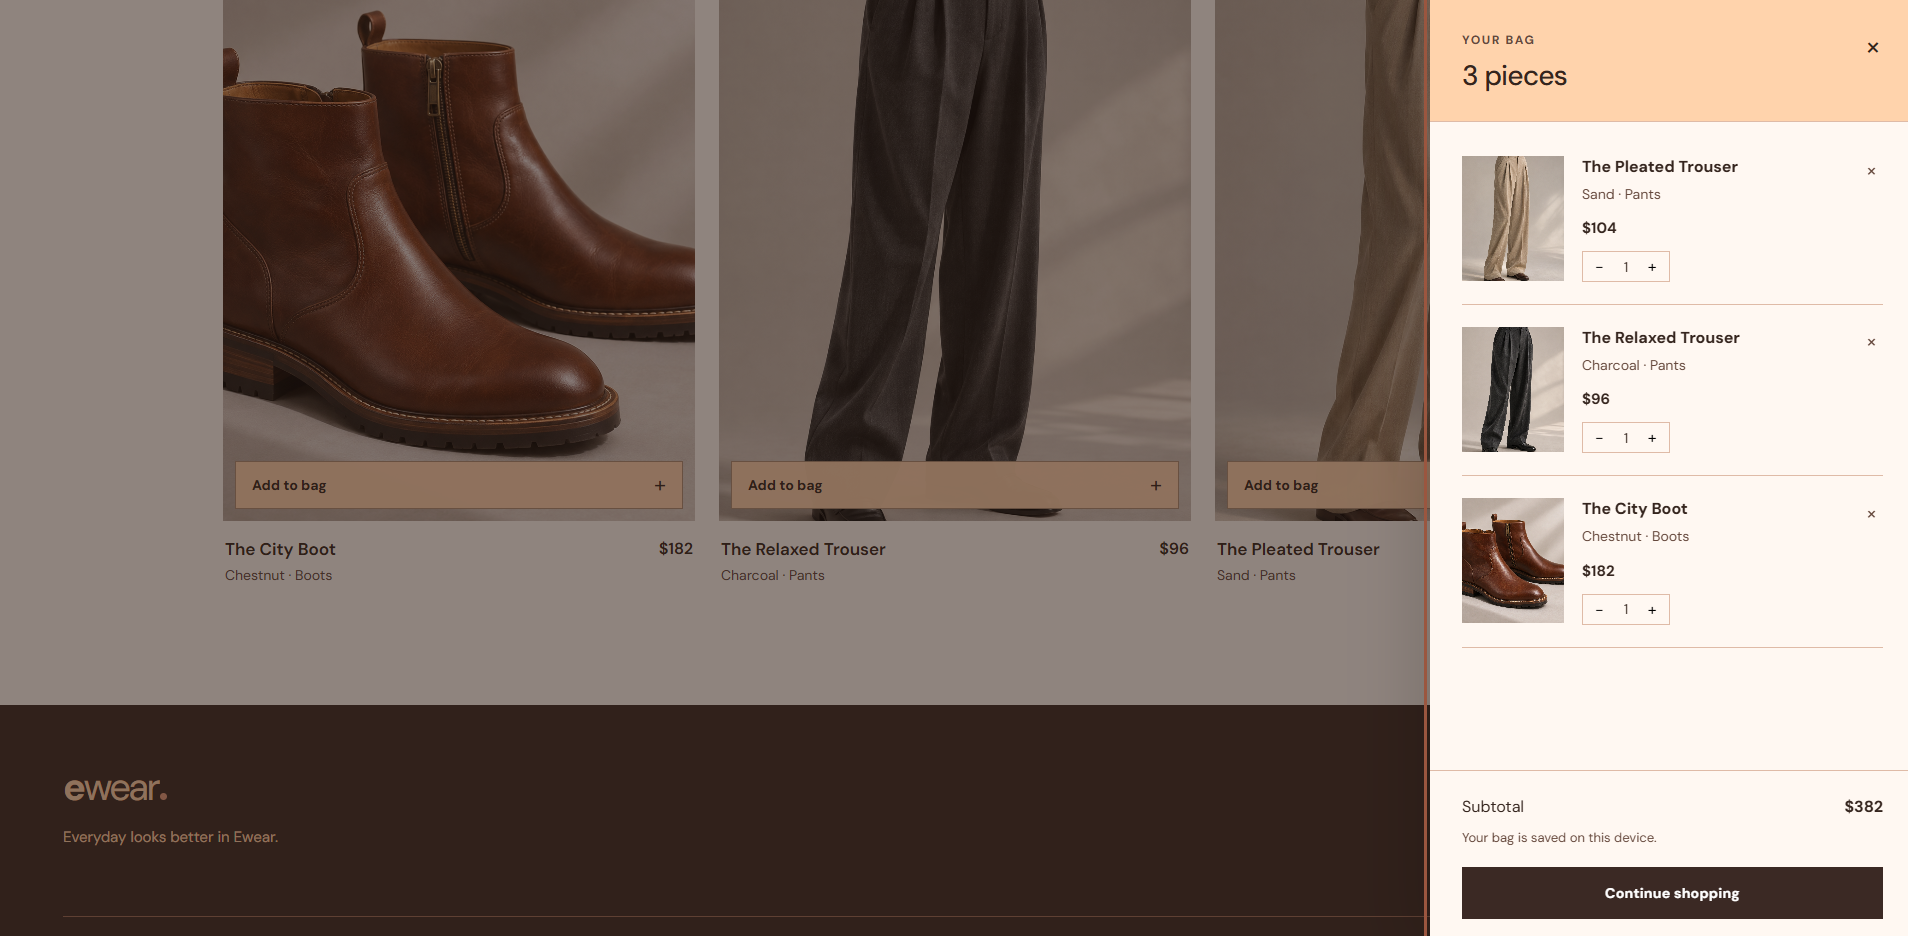 Add to bag +
Add to bag +
Add to bag
The City Boot $182
Chestnut · Boots
The Relaxed Trouser $96
Charcoal · Pants
The Pleated Trouser
Sand · Pants
ewear.
Everyday looks better in Ewear.
YOUR BAG
3 pieces
×
The Pleated Trouser ×
Sand · Pants
$104
− 1 +
The Relaxed Trouser ×
Charcoal · Pants
$96
− 1 +
The City Boot ×
Chestnut · Boots
$182
− 1 +
Subtotal $382
Your bag is saved on this device.
Continue shopping